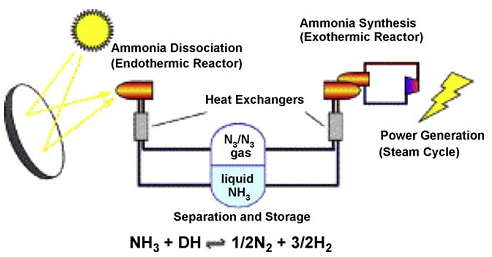 Ammonia Dissociation
(Endothermic Reactor)
Ammonia Synthesis
(Exothermic Reactor)
Heat Exchangers
Power Generation
(Steam Cycle)
N₃/N₃
gas
liquid
NH₃
Separation and Storage
NH₃ + DH ⇌ 1/2N₂ + 3/2H₂